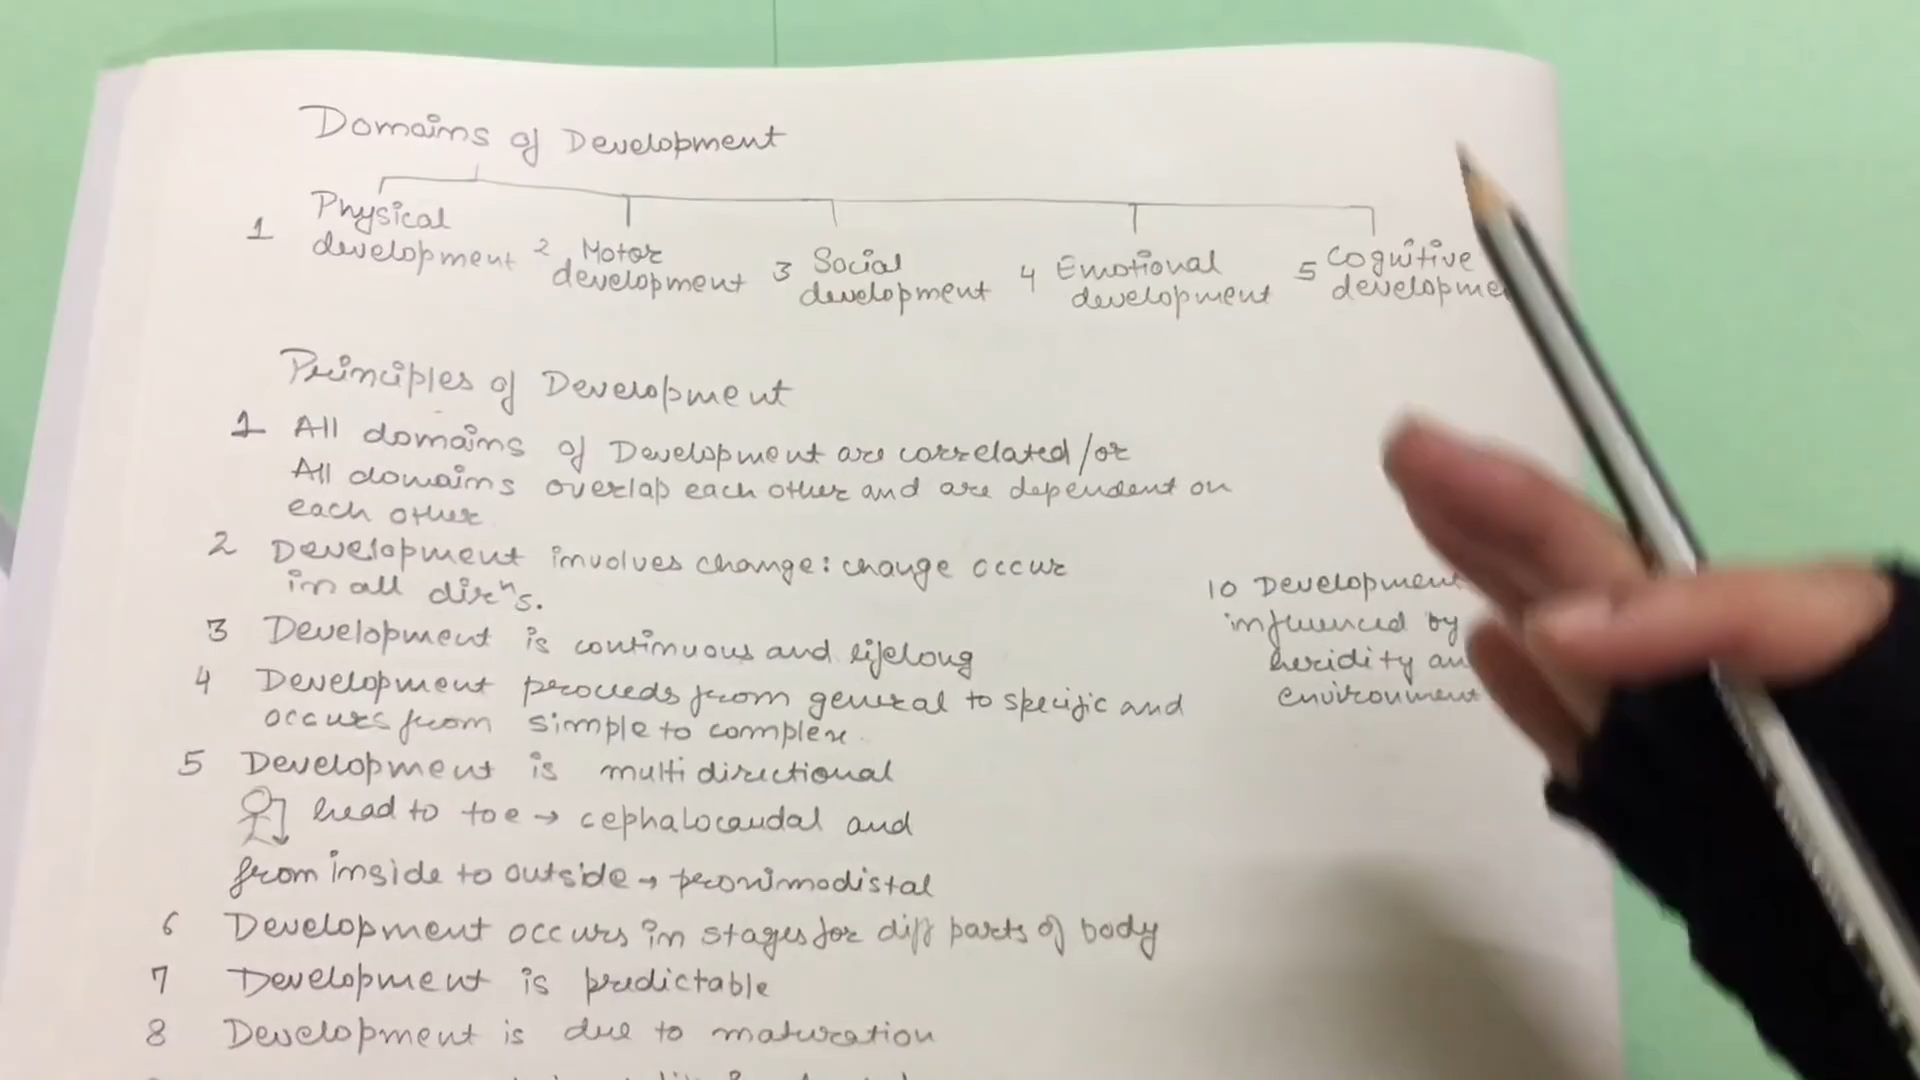 Domains of Development
1 Physical development
2 Motor development
3 Social development
4 Emotional development
5 Cognitive developme
Principles of Development
1 All domains of Development are correlated/or
All domains overlap each other and are dependent on
each other
2 Development involves change: change occur
in all dirⁿs.
3 Development is continuous and lifelong
4 Development proceeds from general to specific and
occurs from simple to complex.
5 Development is multidirectional
head to toe → cephalocaudal and
from inside to outside → proximodistal
6 Development occurs in stages for diff parts of body
7 Development is predictable
8 Development is due to maturation
10 Development
influenced by
heridity an
environment